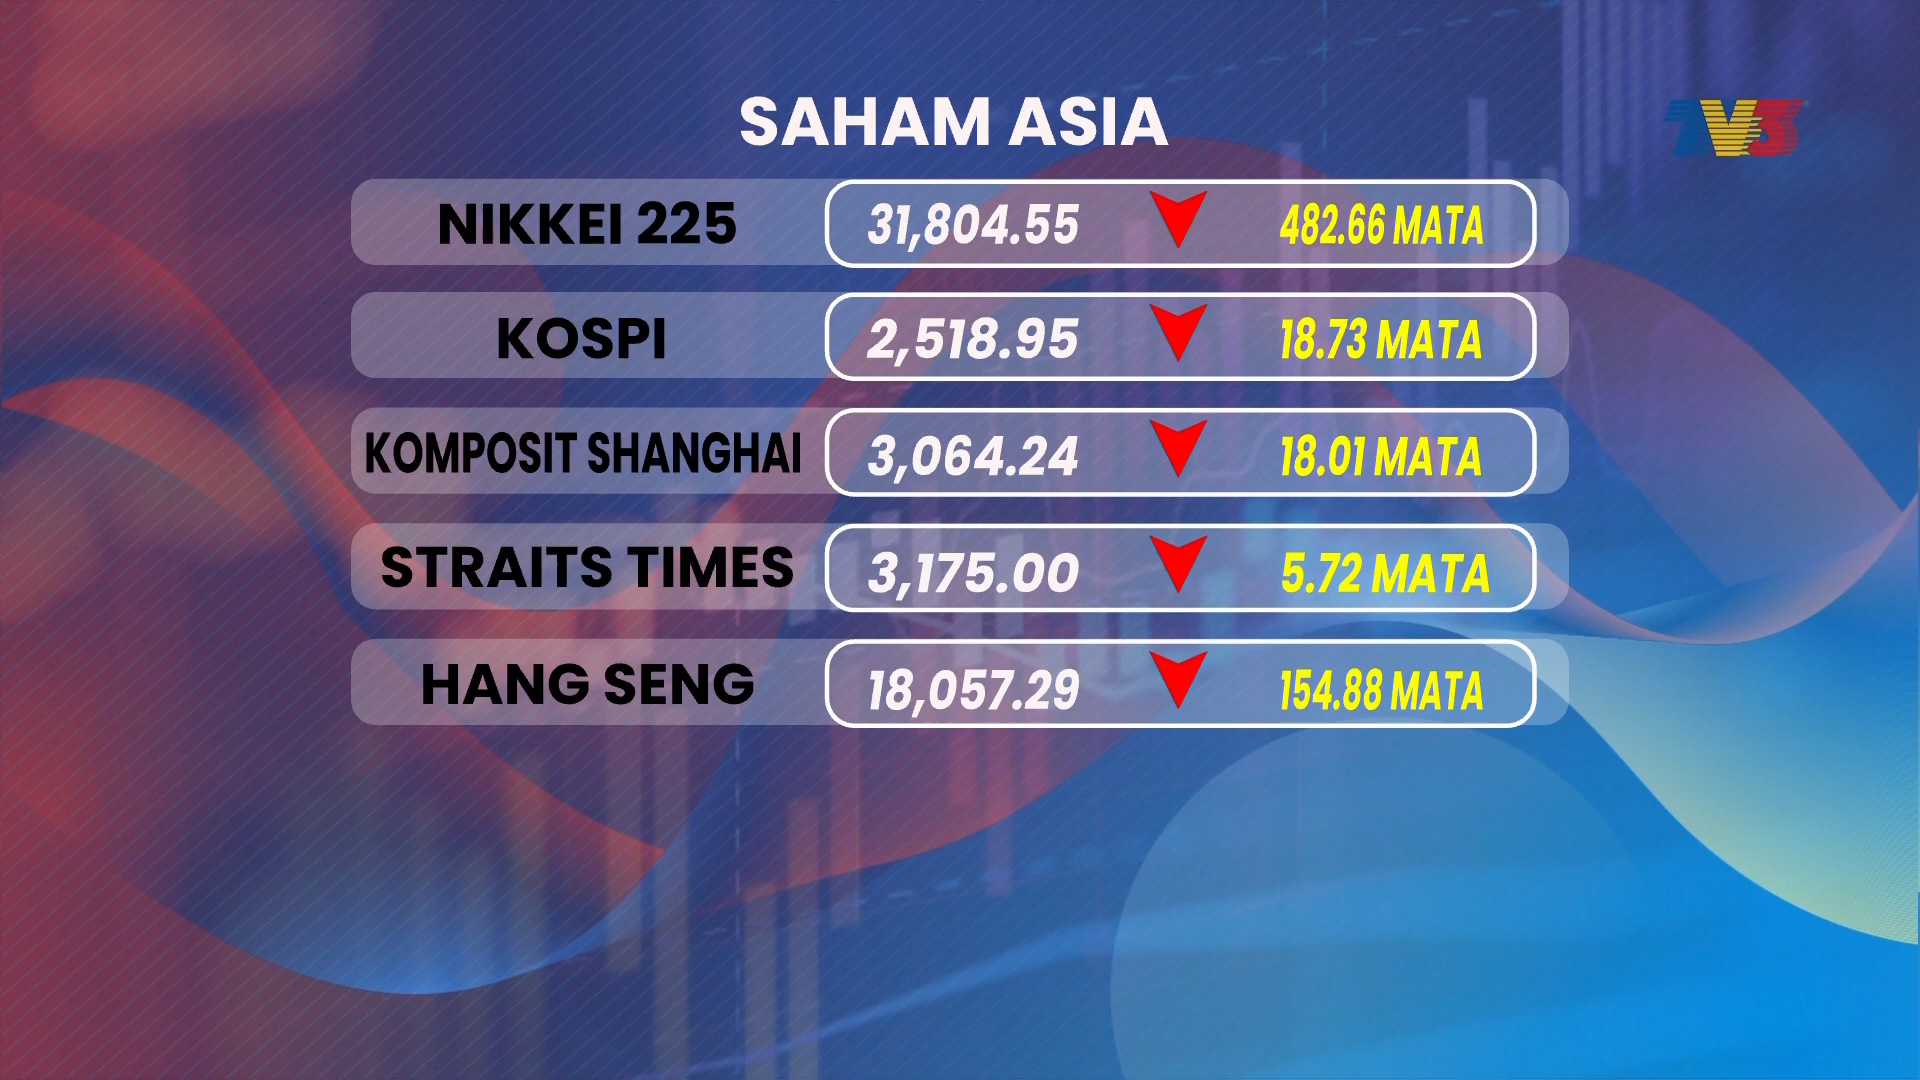 SAHAM ASIA
TV3
NIKKEI 225 31,804.55 482.66 MATA
KOSPI 2,518.95 18.73 MATA
KOMPOSIT SHANGHAI 3,064.24 18.01 MATA
STRAITS TIMES 3,175.00 5.72 MATA
HANG SENG 18,057.29 154.88 MATA